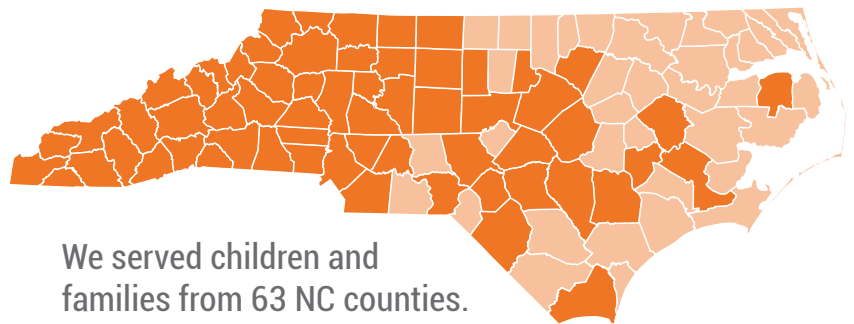 We served children and
families from 63 NC counties.